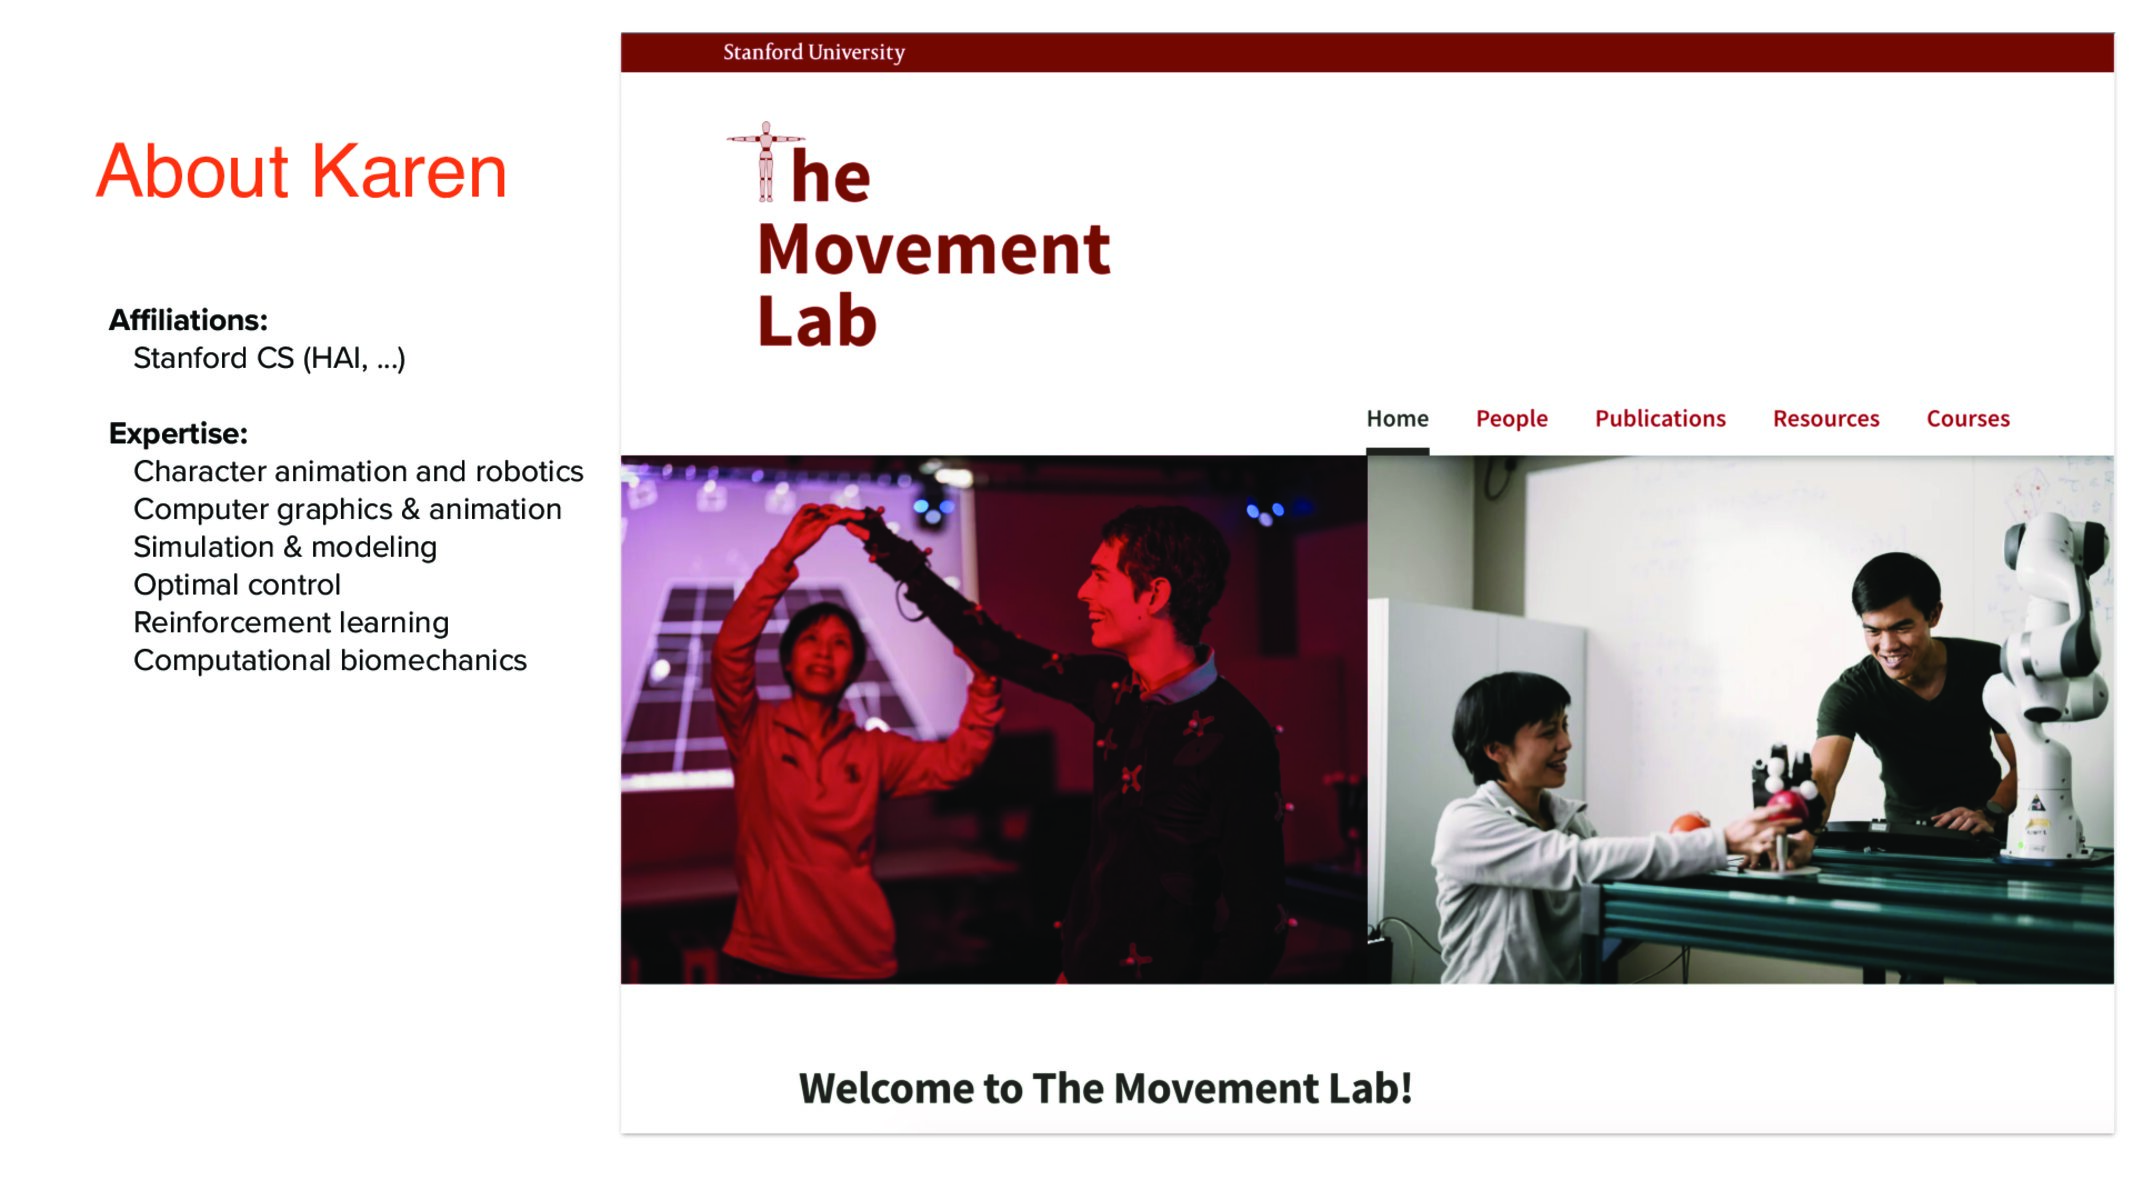 About Karen
Affiliations:
Stanford CS (HAI, ...)
Expertise:
Character animation and robotics
Computer graphics & animation
Simulation & modeling
Optimal control
Reinforcement learning
Computational biomechanics
Stanford University
The
Movement
Lab
Home People Publications Resources Courses
Welcome to The Movement Lab!